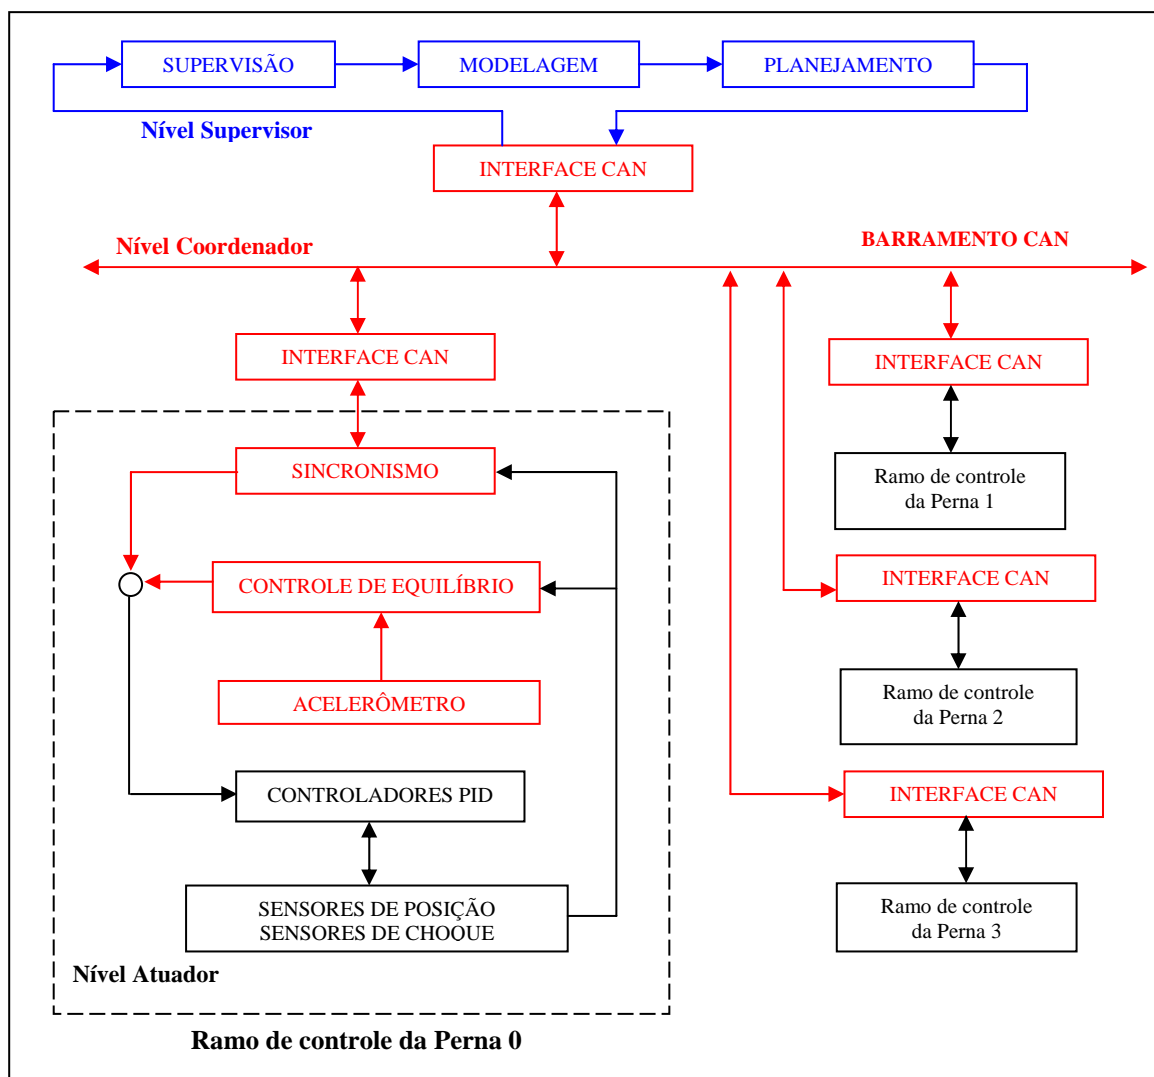 SUPERVISÃO
MODELAGEM
PLANEJAMENTO
Nível Supervisor
INTERFACE CAN
Nível Coordenador
BARRAMENTO CAN
INTERFACE CAN
SINCRONISMO
CONTROLE DE EQUILÍBRIO
ACELERÔMETRO
CONTROLADORES PID
SENSORES DE POSIÇÃO
SENSORES DE CHOQUE
Nível Atuador
Ramo de controle da Perna 0
INTERFACE CAN
Ramo de controle
da Perna 1
INTERFACE CAN
Ramo de controle
da Perna 2
INTERFACE CAN
Ramo de controle
da Perna 3